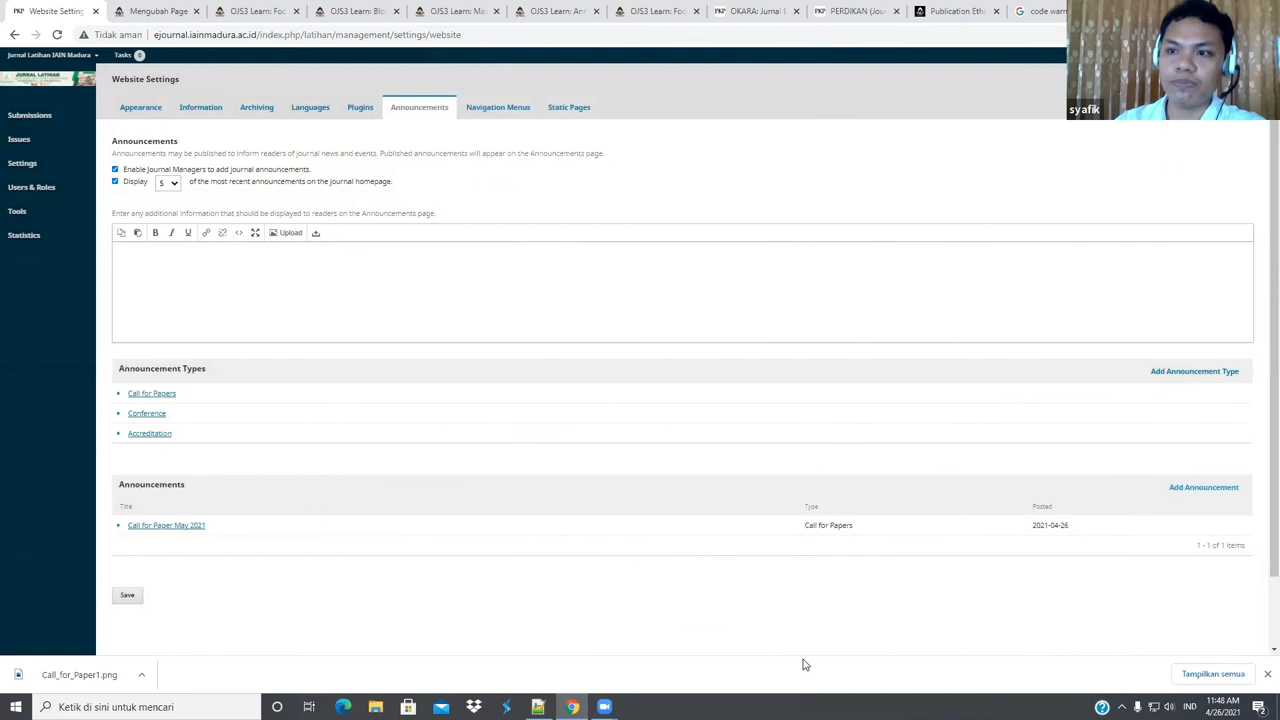 Website Settin
Mengubah Page
OJS3 Learn: Foc
OJS3 Learn: Blo
OJS3 Learn: Ma
OJS3 Learn: Ann
OJS3 Learn: Foc
OKARA: Jurnal B
PERDIKAN (Jour
Publication Ethi
code warn
Tidak aman
ejournal.iainmadura.ac.id/index.php/latihan/management/settings/website
Jurnal Latihan IAIN Madura
Tasks 0
JURNAL LATIHAN
syafik
Website Settings
Appearance
Information
Archiving
Languages
Plugins
Announcements
Navigation Menus
Static Pages
Submissions
Issues
Settings
Users & Roles
Tools
Statistics
Announcements
Announcements may be published to inform readers of journal news and events. Published announcements will appear on the Announcements page.
Enable Journal Managers to add journal announcements.
Display 5 of the most recent announcements on the journal homepage.
Enter any additional information that should be displayed to readers on the Announcements page.
B I U Upload
Announcement Types
Add Announcement Type
Call for Papers
Conference
Accreditation
Announcements
Add Announcement
Title
Type
Posted
Call for Paper May 2021
Call for Papers
2021-04-26
1 - 1 of 1 items
Save
Call_for_Paper1.png
Tampilkan semua
Ketik di sini untuk mencari
IND
11:48 AM
4/26/2021
2